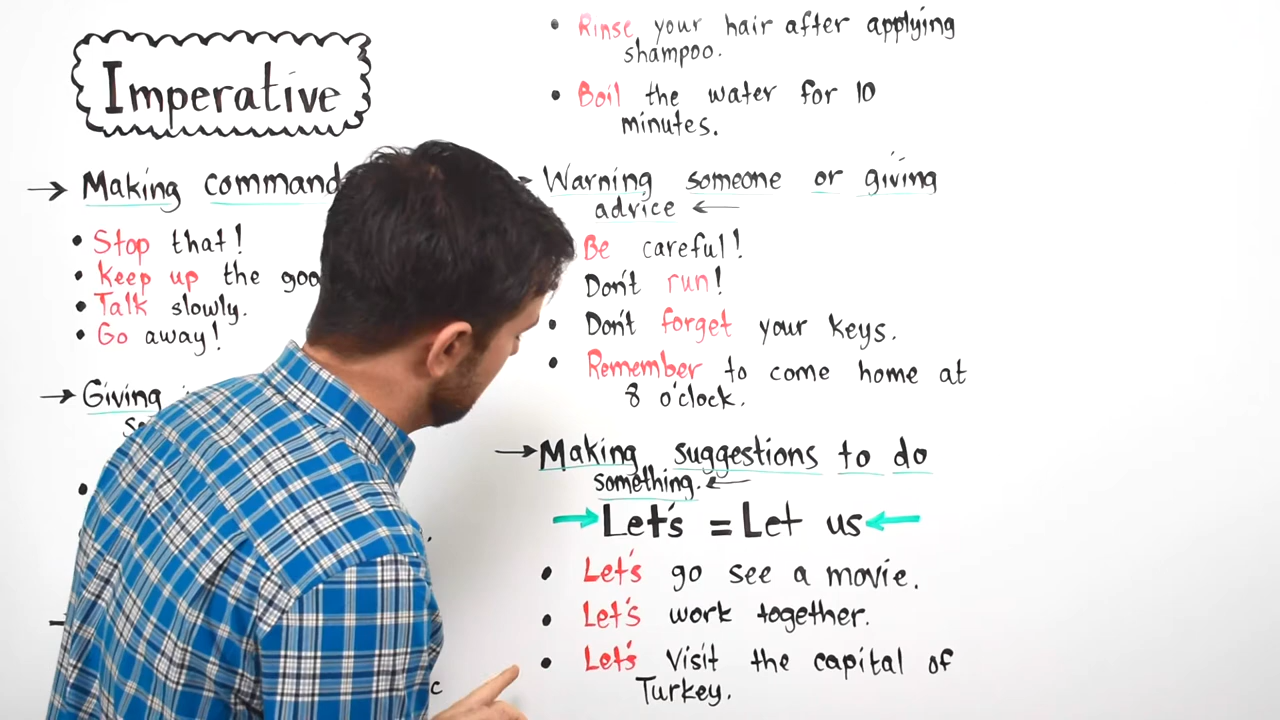 Imperative
→ Making command
• Stop that!
• Keep up the goo
• Talk slowly.
• Go away!
→ Giving
•
• Rinse your hair after applying
shampoo.
• Boil the water for 10
minutes.
Warning someone or giving
advice ←
Be careful!
Don't run!
• Don't forget your keys.
• Remember to come home at
8 o'clock.
→ Making suggestions to do
something. ←
→ Let's = Let us ←
• Let's go see a movie.
• Let's work together.
• Let's Visit the capital of
Turkey.